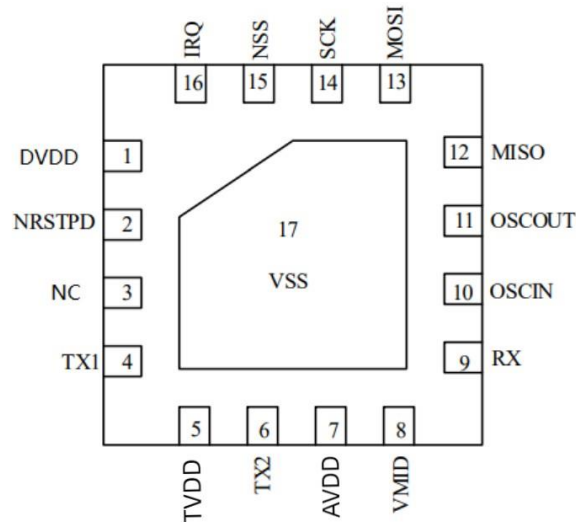 IRQ
NSS
SCK
MOSI
16
15
14
13
DVDD 1
12 MISO
NRSTPD 2
11 OSCOUT
17
VSS
NC 3
10 OSCIN
TX1 4
9 RX
5
6
7
8
TVDD
TX2
AVDD
VMID